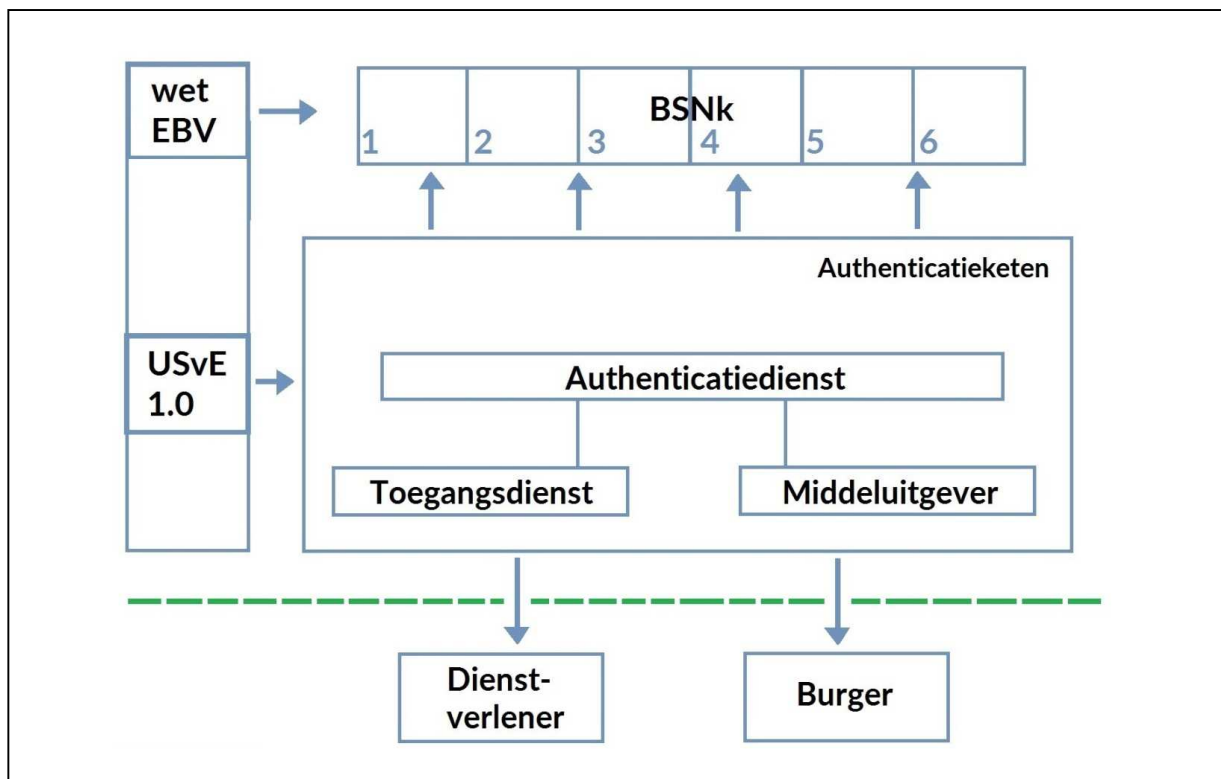 wet
EBV
BSNk
1 2 3 4 5 6
Authenticatieketen
USvE
1.0
Authenticatiedienst
Toegangsdienst
Middeluitgever
Dienst-
verlener
Burger